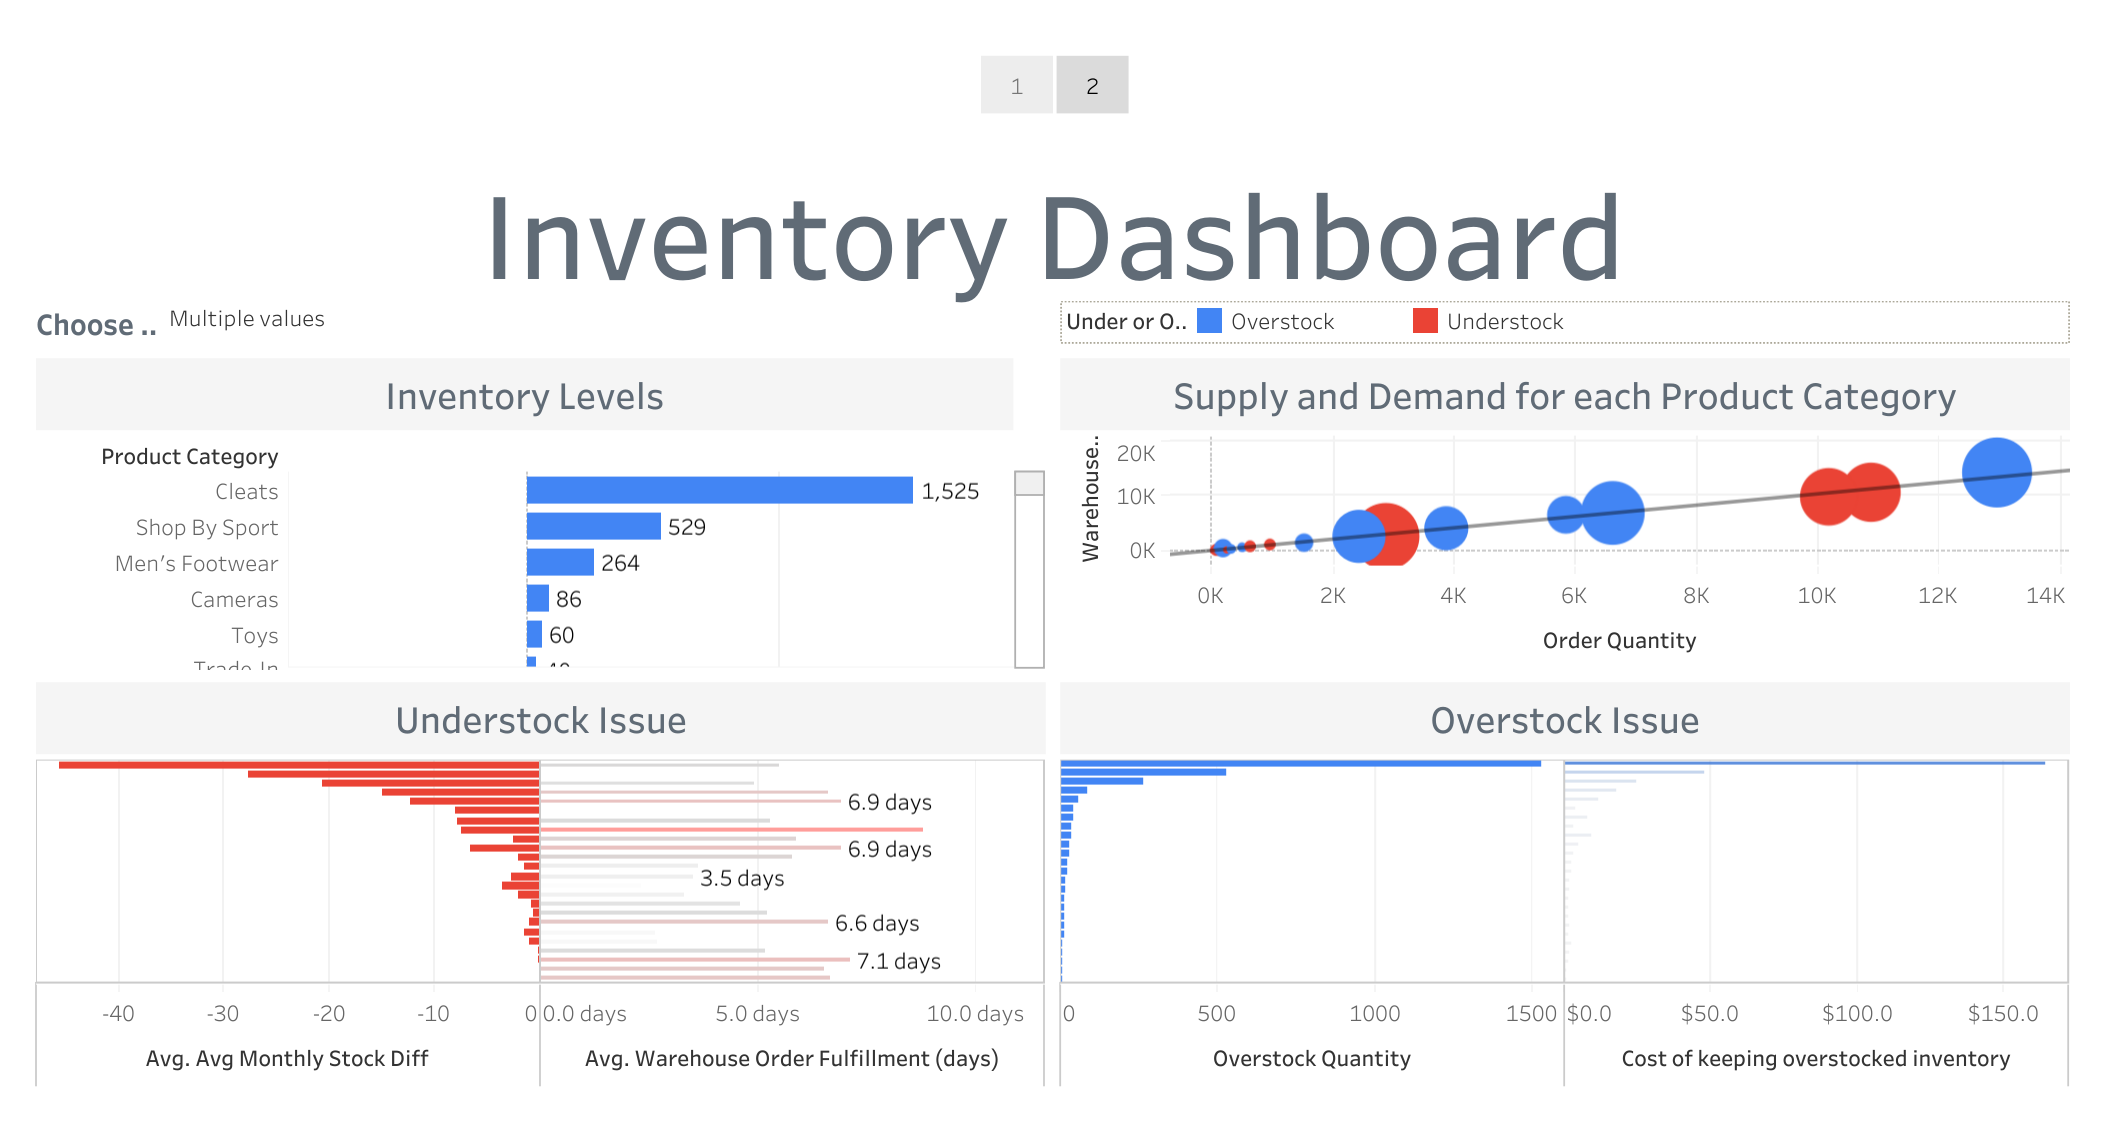 1 2
Inventory Dashboard
Choose .. Multiple values
Under or O.. Overstock Understock
Inventory Levels
Product Category
Cleats 1,525
Shop By Sport 529
Men's Footwear 264
Cameras 86
Toys 60
Trade-In
Supply and Demand for each Product Category
Warehouse..
20K
10K
0K
0K 2K 4K 6K 8K 10K 12K 14K
Order Quantity
Understock Issue
6.9 days
6.9 days
3.5 days
6.6 days
7.1 days
-40 -30 -20 -10 0 0.0 days 5.0 days 10.0 days
Avg. Avg Monthly Stock Diff Avg. Warehouse Order Fulfillment (days)
Overstock Issue
0 500 1000 1500 $0.0 $50.0 $100.0 $150.0
Overstock Quantity Cost of keeping overstocked inventory